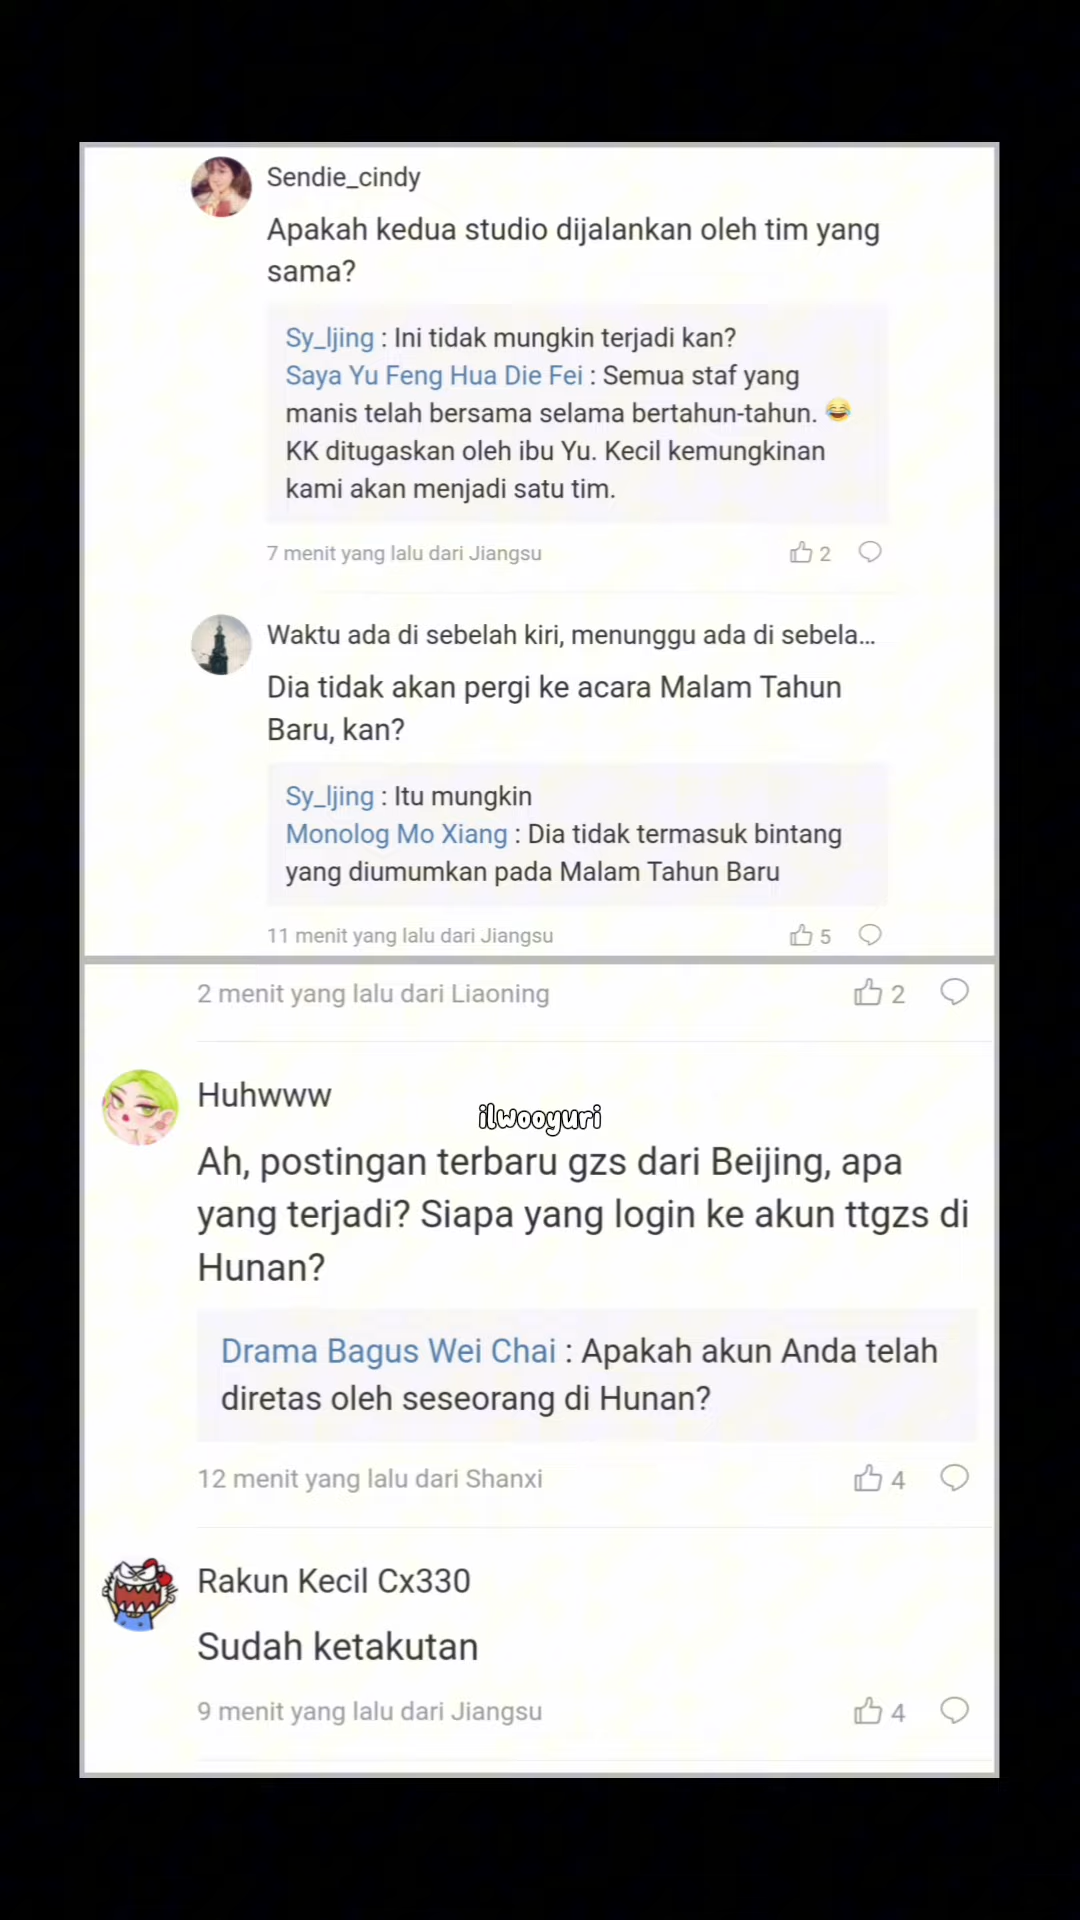 Sendie_cindy
Apakah kedua studio dijalankan oleh tim yang
sama?
Sy_ljing : Ini tidak mungkin terjadi kan?
Saya Yu Feng Hua Die Fei : Semua staf yang
manis telah bersama selama bertahun-tahun. 😂
KK ditugaskan oleh ibu Yu. Kecil kemungkinan
kami akan menjadi satu tim.
7 menit yang lalu dari Jiangsu 2
Waktu ada di sebelah kiri, menunggu ada di sebela...
Dia tidak akan pergi ke acara Malam Tahun
Baru, kan?
Sy_ljing : Itu mungkin
Monolog Mo Xiang : Dia tidak termasuk bintang
yang diumumkan pada Malam Tahun Baru
11 menit yang lalu dari Jiangsu 5
2 menit yang lalu dari Liaoning 2
Huhwww
ilwooyuri
Ah, postingan terbaru gzs dari Beijing, apa
yang terjadi? Siapa yang login ke akun ttgzs di
Hunan?
Drama Bagus Wei Chai : Apakah akun Anda telah
diretas oleh seseorang di Hunan?
12 menit yang lalu dari Shanxi 4
Rakun Kecil Cx330
Sudah ketakutan
9 menit yang lalu dari Jiangsu 4